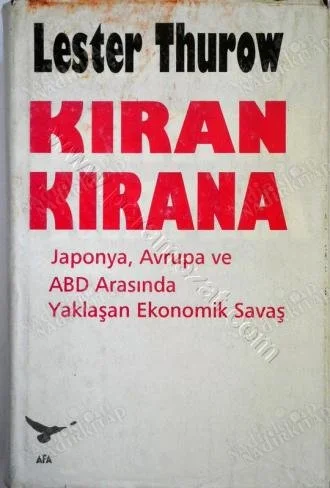 Lester Thurow
KIRAN
KIRANA
Japonya, Avrupa ve
ABD Arasında
Yaklaşan Ekonomik Savaş
AFA